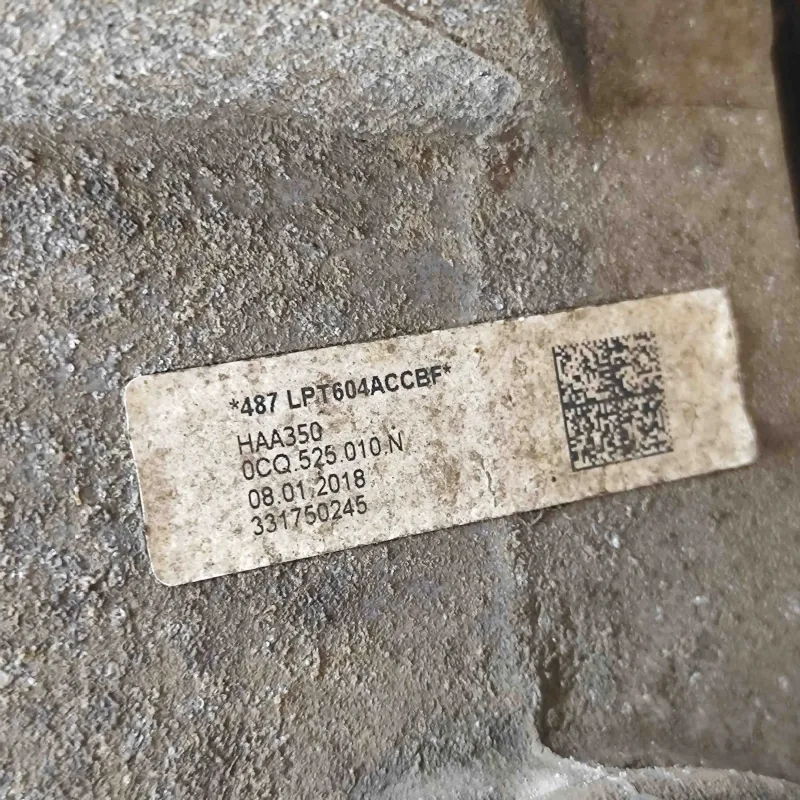 *487 LPT604ACCBF*
HAA350
0CQ.525.010.N
08.01.2018
331750245